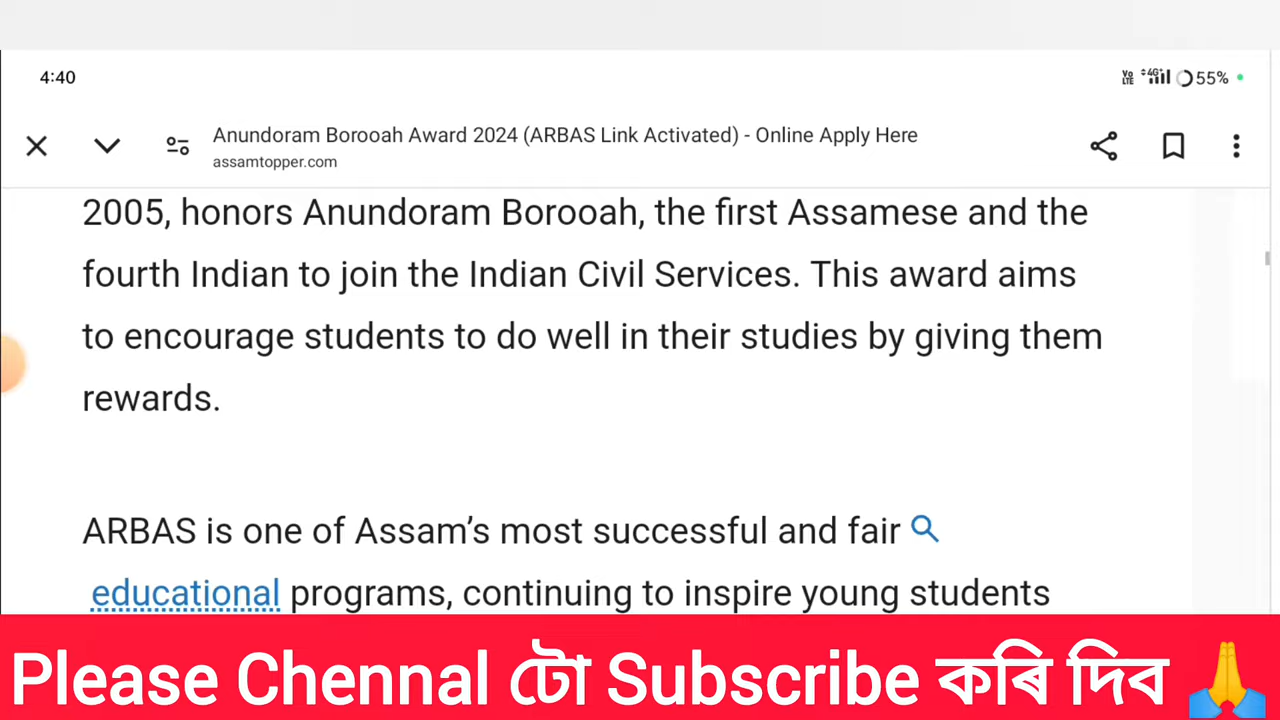 4:40
Vo LTE 4G+ 55%
Anundoram Borooah Award 2024 (ARBAS Link Activated) - Online Apply Here
assamtopper.com
2005, honors Anundoram Borooah, the first Assamese and the
fourth Indian to join the Indian Civil Services. This award aims
to encourage students to do well in their studies by giving them
rewards.
ARBAS is one of Assam’s most successful and fair
educational programs, continuing to inspire young students
Please Chennal টো Subscribe কৰি দিব 🙏